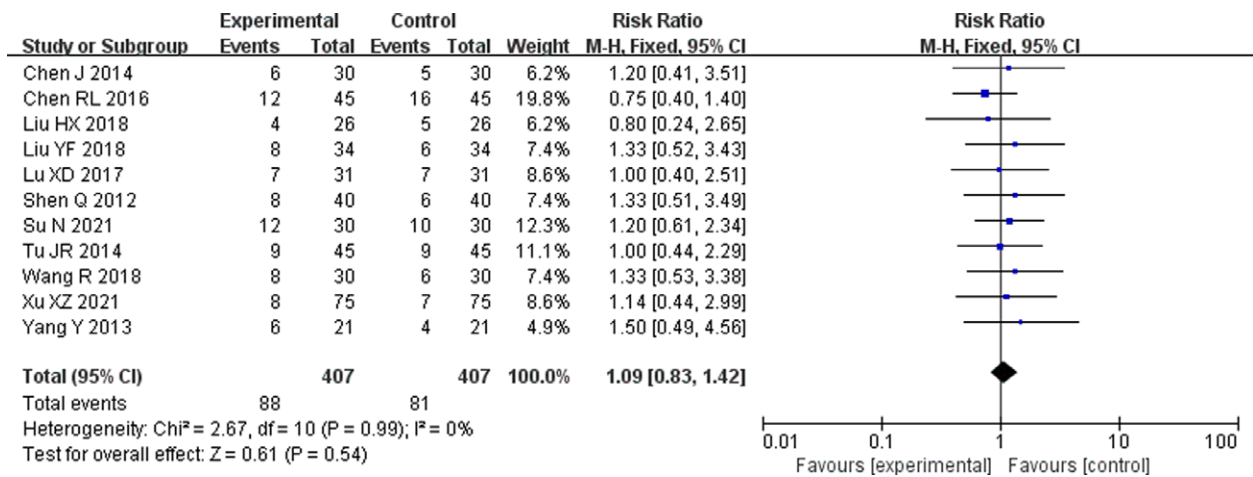 Experimental Control Risk Ratio Risk Ratio
Study or Subgroup Events Total Events Total Weight M-H, Fixed, 95% CI M-H, Fixed, 95% CI
Chen J 2014 6 30 5 30 6.2% 1.20 [0.41, 3.51]
Chen RL 2016 12 45 16 45 19.8% 0.75 [0.40, 1.40]
Liu HX 2018 4 26 5 26 6.2% 0.80 [0.24, 2.65]
Liu YF 2018 8 34 6 34 7.4% 1.33 [0.52, 3.43]
Lu XD 2017 7 31 7 31 8.6% 1.00 [0.40, 2.51]
Shen Q 2012 8 40 6 40 7.4% 1.33 [0.51, 3.49]
Su N 2021 12 30 10 30 12.3% 1.20 [0.61, 2.34]
Tu JR 2014 9 45 9 45 11.1% 1.00 [0.44, 2.29]
Wang R 2018 8 30 6 30 7.4% 1.33 [0.53, 3.38]
Xu XZ 2021 8 75 7 75 8.6% 1.14 [0.44, 2.99]
Yang Y 2013 6 21 4 21 4.9% 1.50 [0.49, 4.56]
Total (95% CI) 407 407 100.0% 1.09 [0.83, 1.42]
Total events 88 81
Heterogeneity: Chi² = 2.67, df = 10 (P = 0.99); I² = 0%
Test for overall effect: Z = 0.61 (P = 0.54)
0.01 0.1 1 10 100
Favours [experimental] Favours [control]